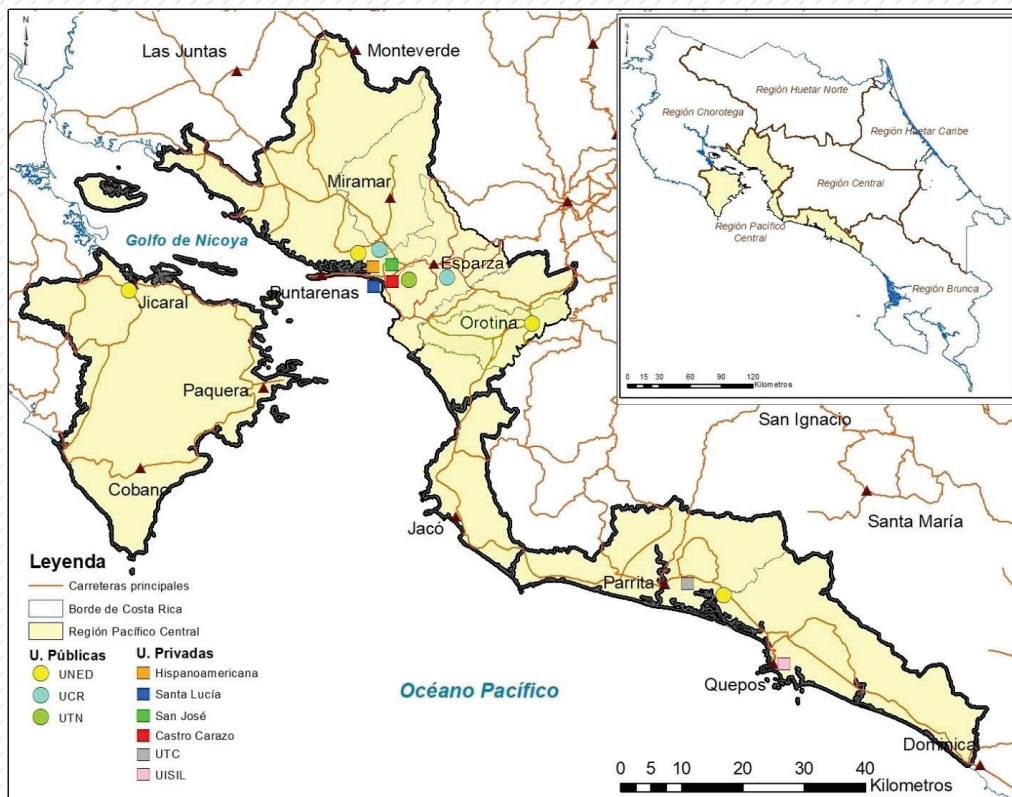 N
Las Juntas
Monteverde
Miramar
Golfo de Nicoya
Esparza
Puntarenas
Jicaral
Orotina
Paquera
Cobano
Jacó
Parrita
Quepos
Dominical
San Ignacio
Santa María
Océano Pacífico
Leyenda
Carreteras principales
Borde de Costa Rica
Región Pacífico Central
U. Públicas
UNED
UCR
UTN
U. Privadas
Hispanoamericana
Santa Lucía
San José
Castro Carazo
UTC
UISIL
0 5 10 20 30 40
Kilometros
N
Región Huetar Norte
Región Chorotega
Región Huetar Caribe
Región Central
Región Pacífico
Central
Región Brunca
0 15 30 60 90 120
Kilometros